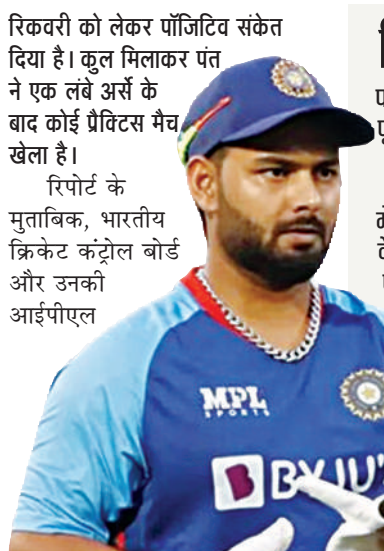 रिकवरी को लेकर पॉजिटिव संकेत
दिया है। कुल मिलाकर पंत
ने एक लंबे अर्से के
बाद कोई प्रैक्टिस मैच
खेला है।
रिपोर्ट के
मुताबिक, भारतीय
क्रिकेट कंट्रोल बोर्ड
और उनकी
आईपीएल
MPL
SPORTS
BYJU'